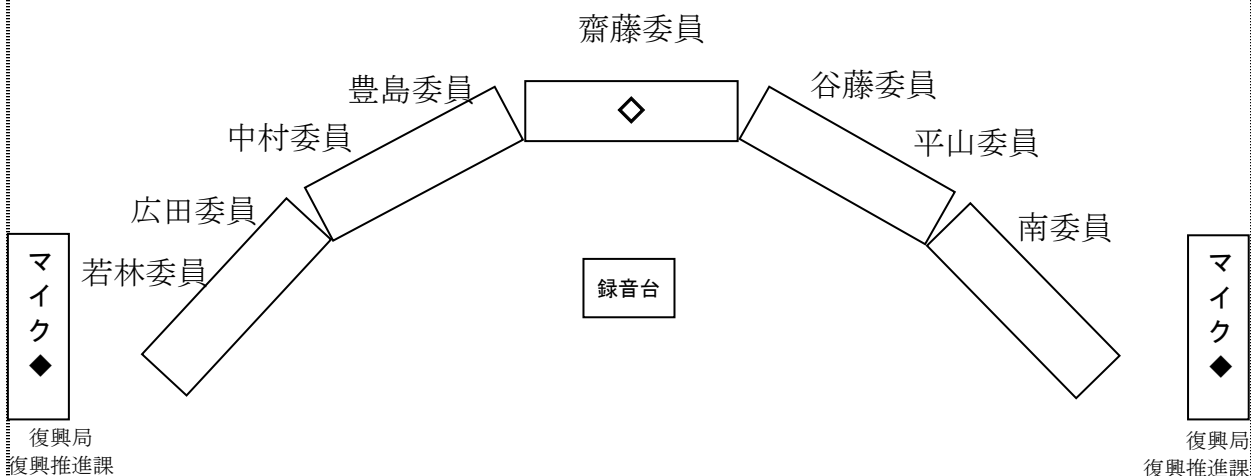 齋藤委員
豊島委員
◇
谷藤委員
中村委員
平山委員
広田委員
南委員
若林委員
マイク◆
録音台
マイク◆
復興局
復興推進課
復興局
復興推進課